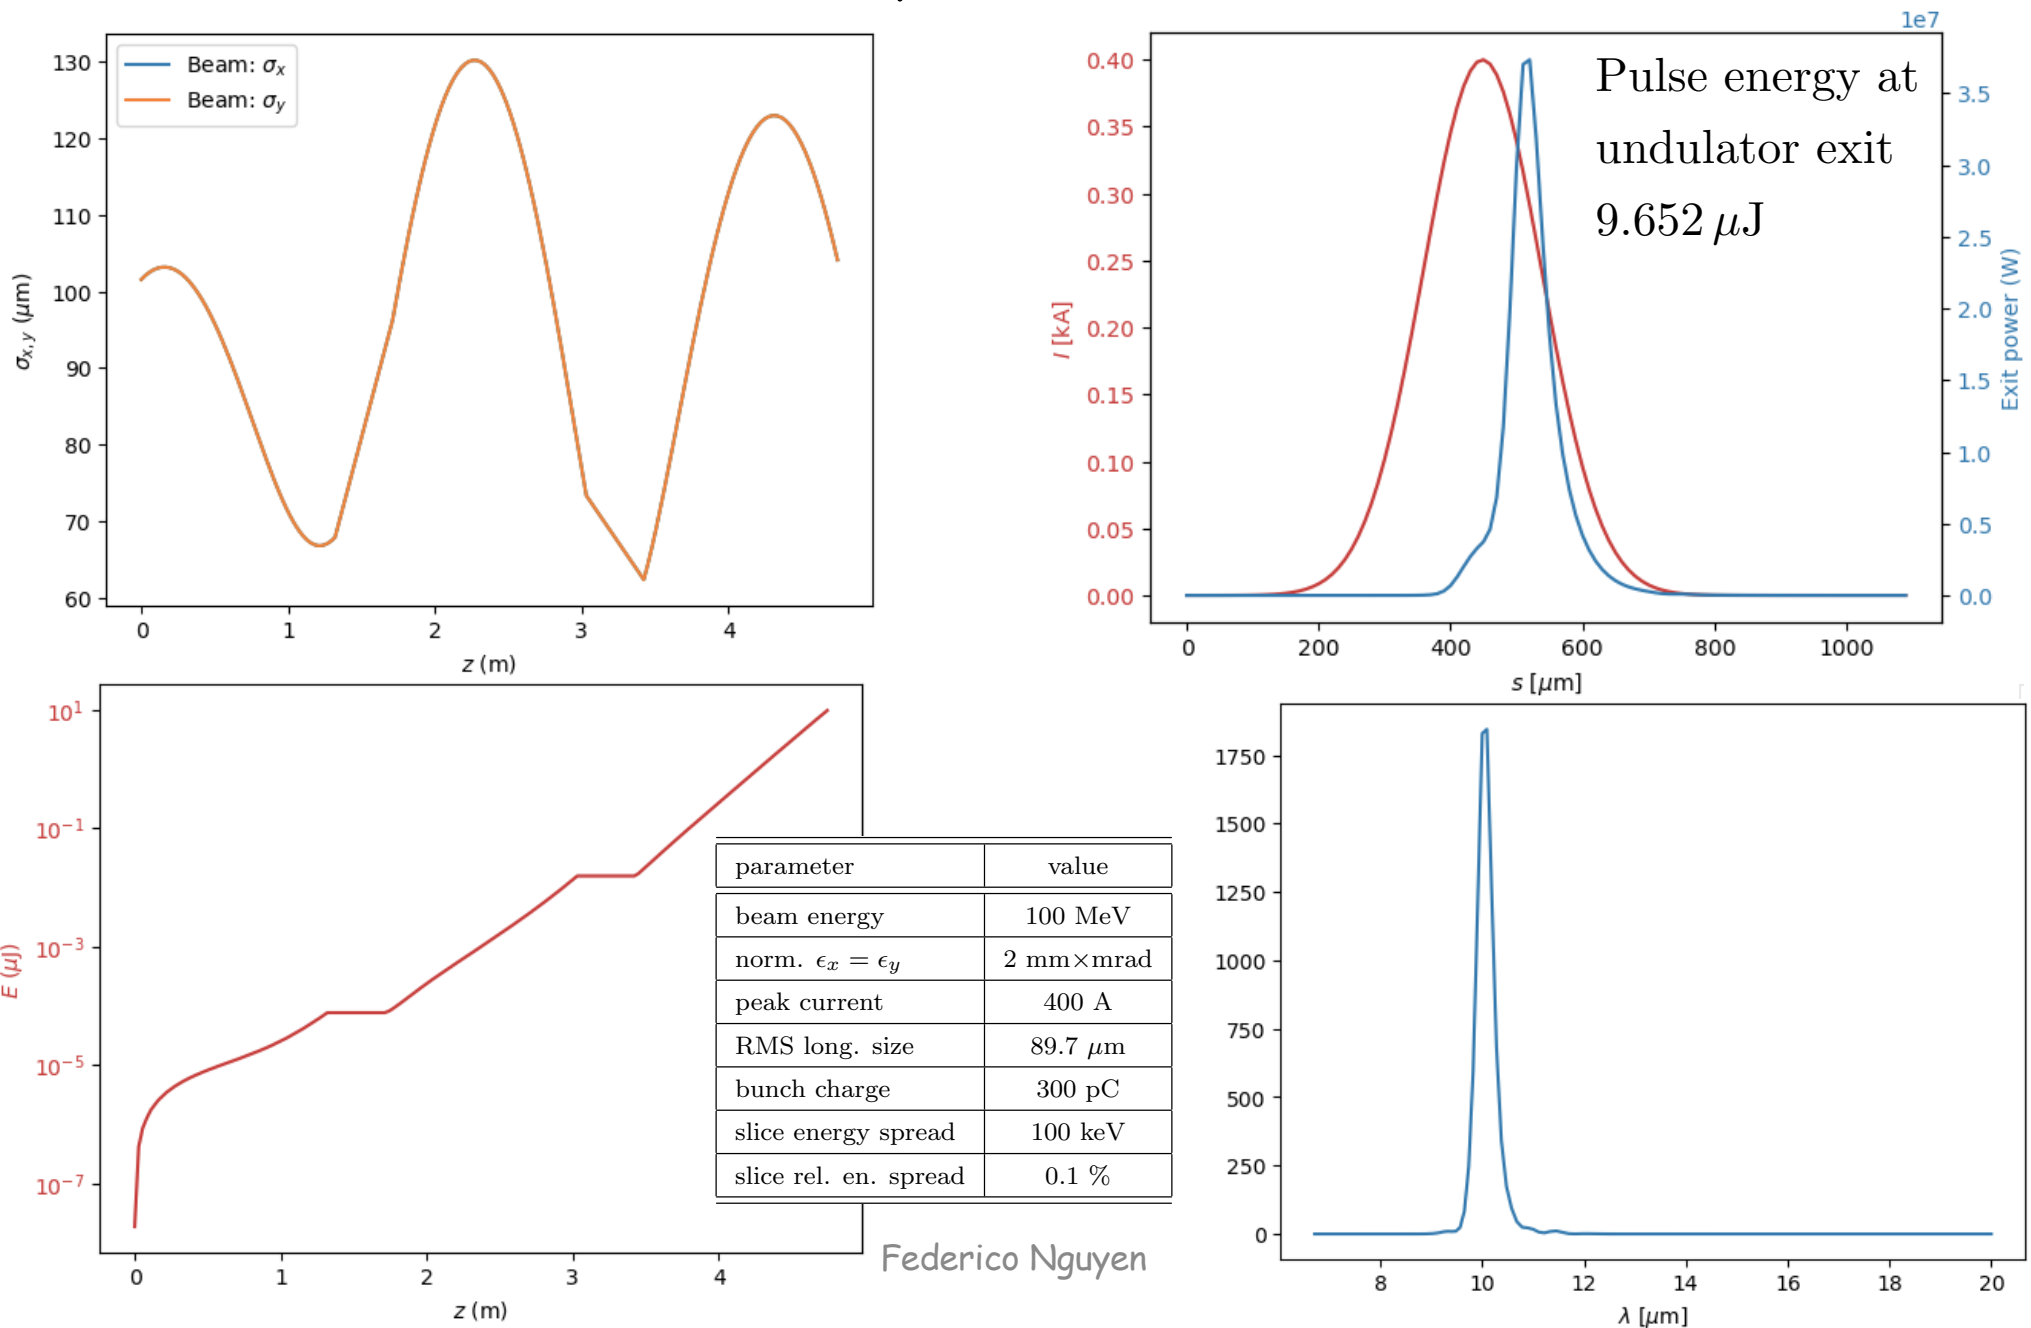 130
120
110
100
90
80
70
60
σx,y (μm)
Beam: σx
Beam: σy
0 1 2 3 4
z (m)
1e7
0.40
0.35
0.30
0.25
0.20
0.15
0.10
0.05
0.00
I [kA]
Pulse energy at
undulator exit
9.652 μJ
3.5
3.0
2.5
2.0
1.5
1.0
0.5
0.0
Exit power (W)
0 200 400 600 800 1000
s [μm]
10^1
10^-1
10^-3
10^-5
10^-7
E (μJ)
0 1 2 3 4
z (m)
parameter value
beam energy 100 MeV
norm. ϵx = ϵy 2 mm×mrad
peak current 400 A
RMS long. size 89.7 μm
bunch charge 300 pC
slice energy spread 100 keV
slice rel. en. spread 0.1 %
Federico Nguyen
1750
1500
1250
1000
750
500
250
0
8 10 12 14 16 18 20
λ [μm]